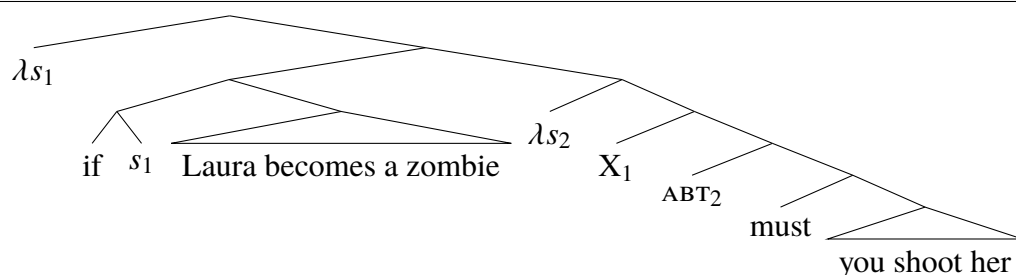 λs₁
if s₁ Laura becomes a zombie λs₂ X₁
ABT₂
must
you shoot her